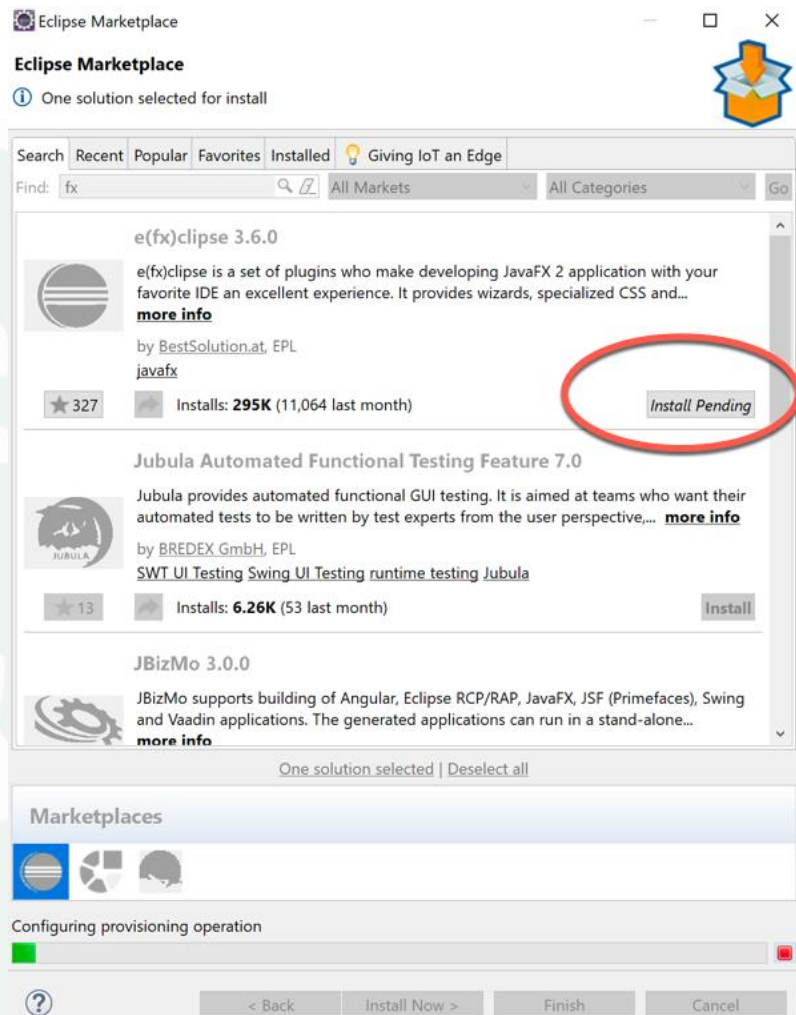 Eclipse Marketplace
Eclipse Marketplace
One solution selected for install
Search Recent Popular Favorites Installed Giving IoT an Edge
Find: fx All Markets All Categories Go
e(fx)clipse 3.6.0
e(fx)clipse is a set of plugins who make developing JavaFX 2 application with your
favorite IDE an excellent experience. It provides wizards, specialized CSS and...
more info
by BestSolution.at, EPL
javafx
327 Installs: 295K (11,064 last month) Install Pending
Jubula Automated Functional Testing Feature 7.0
Jubula provides automated functional GUI testing. It is aimed at teams who want their
automated tests to be written by test experts from the user perspective,... more info
JUBULA
by BREDEX GmbH, EPL
SWT UI Testing Swing UI Testing runtime testing Jubula
13 Installs: 6.26K (53 last month) Install
JBizMo 3.0.0
JBizMo supports building of Angular, Eclipse RCP/RAP, JavaFX, JSF (Primefaces), Swing
and Vaadin applications. The generated applications can run in a stand-alone...
more info
One solution selected | Deselect all
Marketplaces
Configuring provisioning operation
? < Back Install Now > Finish Cancel